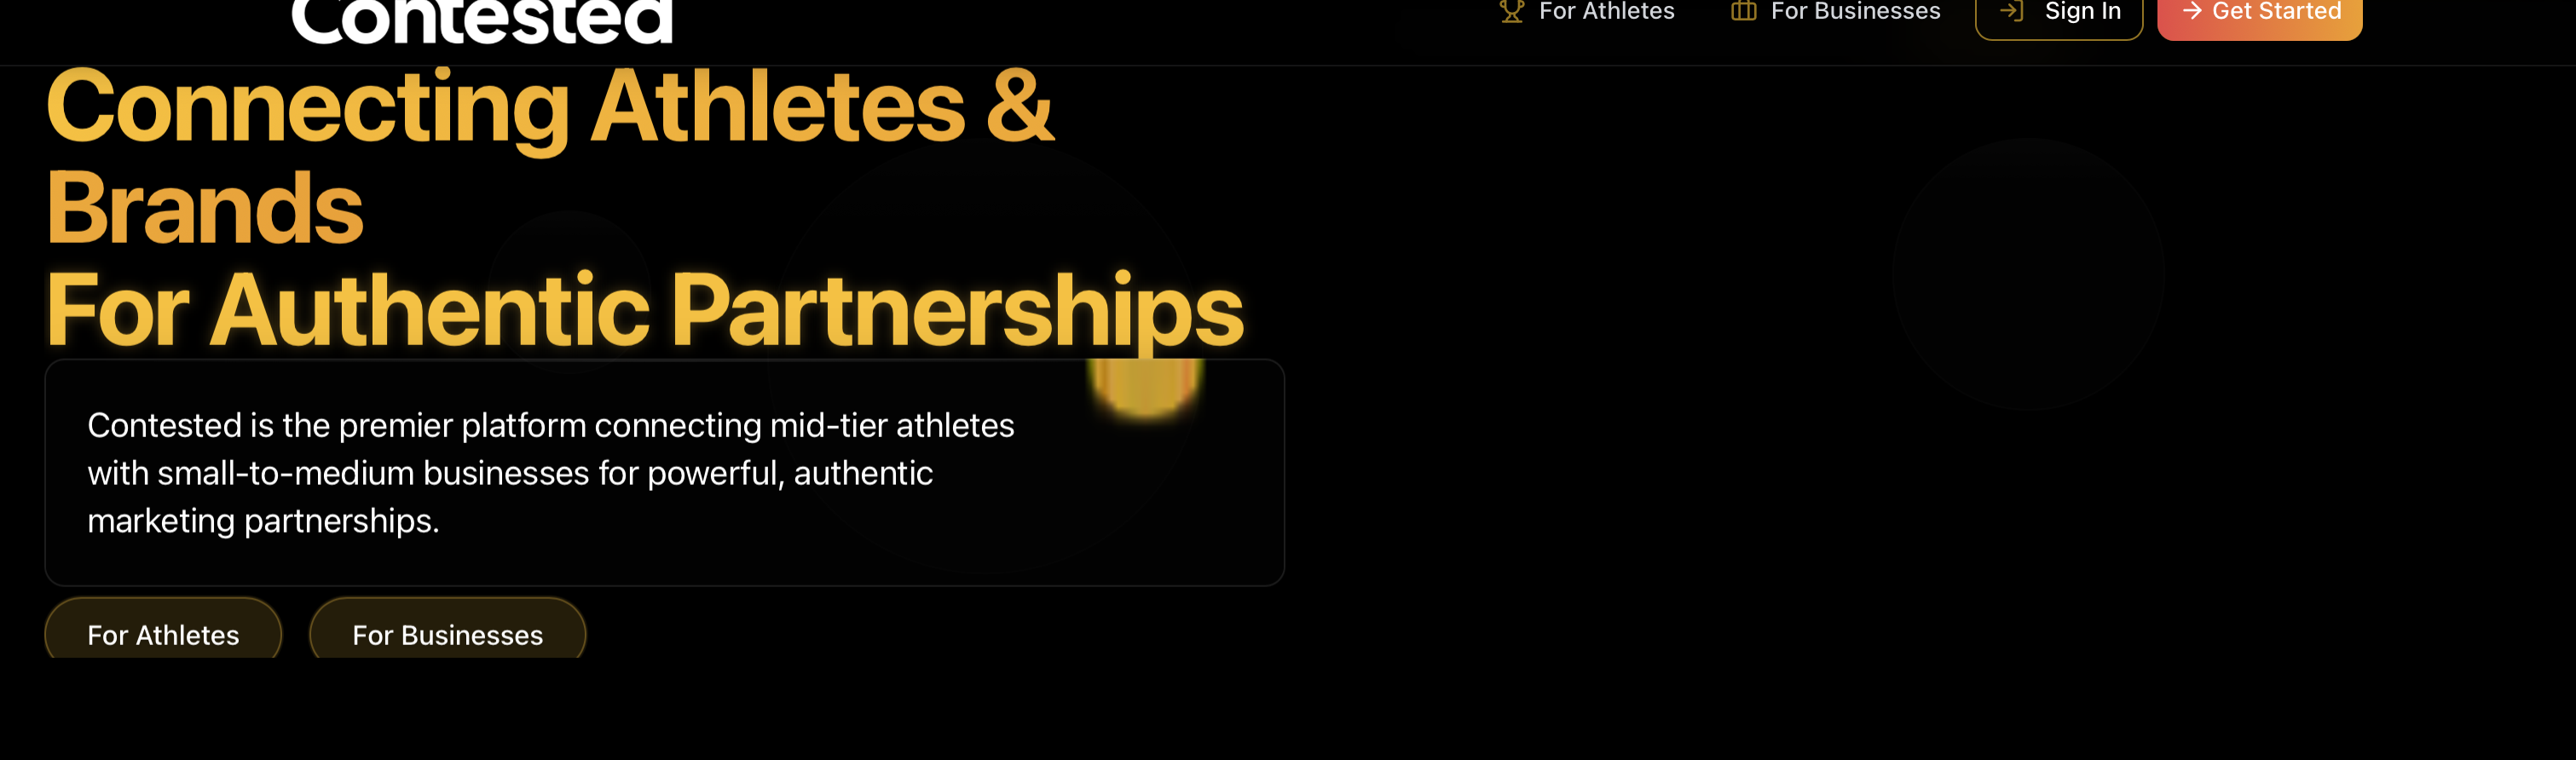 Contested
For Athletes
For Businesses
Sign In
Get Started
Connecting Athletes &
Brands
For Authentic Partnerships
Contested is the premier platform connecting mid-tier athletes
with small-to-medium businesses for powerful, authentic
marketing partnerships.
For Athletes
For Businesses